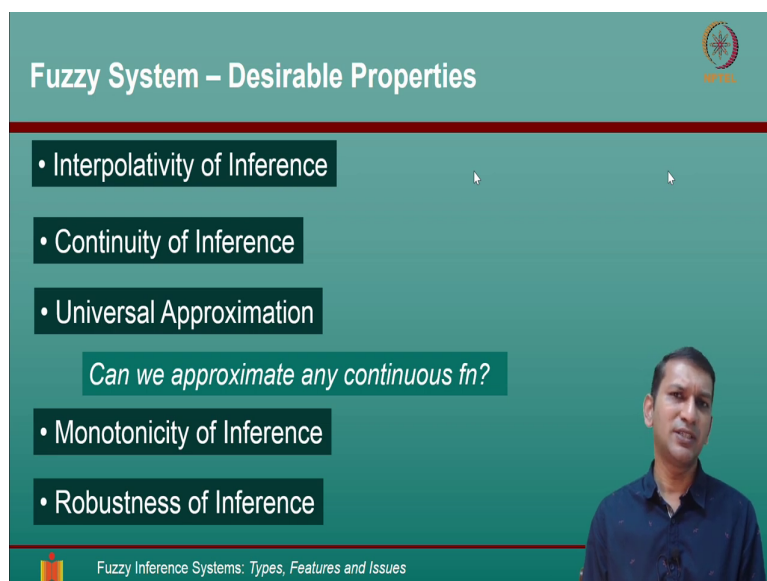 Fuzzy System – Desirable Properties
NPTEL
• Interpolativity of Inference
• Continuity of Inference
• Universal Approximation
Can we approximate any continuous fn?
• Monotonicity of Inference
• Robustness of Inference
Fuzzy Inference Systems: Types, Features and Issues